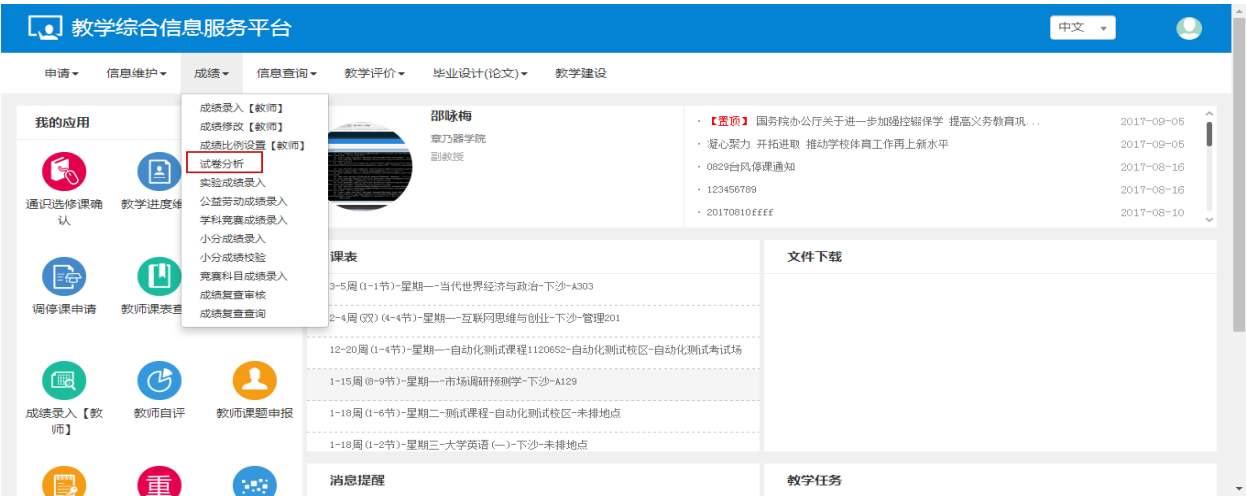 教学综合信息服务平台
中文
申请
信息维护
成绩
信息查询
教学评价
毕业设计(论文)
教学建设
我的应用
通识选修课确
认
教学进度维
调停课申请
教师课表查
成绩录入【教
师】
教师自评
教师课题申报
重
成绩录入【教师】
成绩修改【教师】
成绩比例设置【教师】
试卷分析
实验成绩录入
公益劳动成绩录入
学科竞赛成绩录入
小分成绩录入
小分成绩校验
竞赛科目成绩录入
成绩复查审核
成绩复查查询
邵咏梅
章乃器学院
副教授
· 【置顶】 国务院办公厅关于进一步加强控辍保学 提高义务教育巩... 2017-09-05
· 凝心聚力 开拓进取 推动学校体育工作再上新水平 2017-09-05
· 0829台风停课通知 2017-08-16
· 123456789 2017-08-16
· 20170810ffff 2017-08-10
课表
3-5周(1-1节)-星期一-当代世界经济与政治-下沙-A303
2-4周(双)(4-4节)-星期一-互联网思维与创业-下沙-管理201
12-20周(1-4节)-星期一-自动化测试课程1120652-自动化测试校区-自动化测试考试场
1-15周(8-9节)-星期一-市场调研预测学-下沙-A129
1-18周(1-6节)-星期二-测试课程-自动化测试校区-未排地点
1-18周(1-2节)-星期三-大学英语(一)-下沙-未排地点
文件下载
消息提醒
教学任务